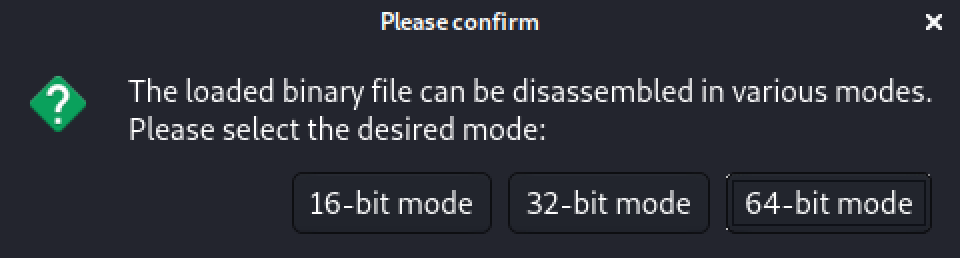 Please confirm
The loaded binary file can be disassembled in various modes.
Please select the desired mode:
16-bit mode 32-bit mode 64-bit mode